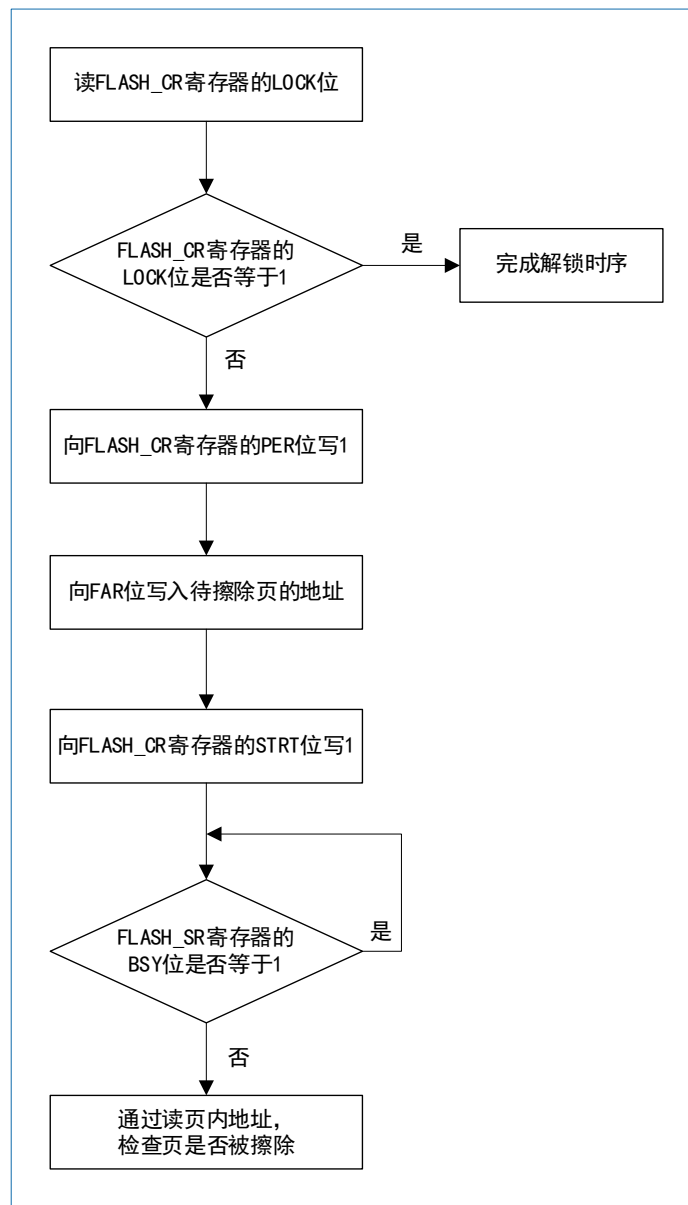 读FLASH_CR寄存器的LOCK位
FLASH_CR寄存器的
LOCK位是否等于1
是
完成解锁时序
否
向FLASH_CR寄存器的PER位写1
向FAR位写入待擦除页的地址
向FLASH_CR寄存器的STRT位写1
FLASH_SR寄存器的
BSY位是否等于1
是
否
通过读页内地址,
检查页是否被擦除